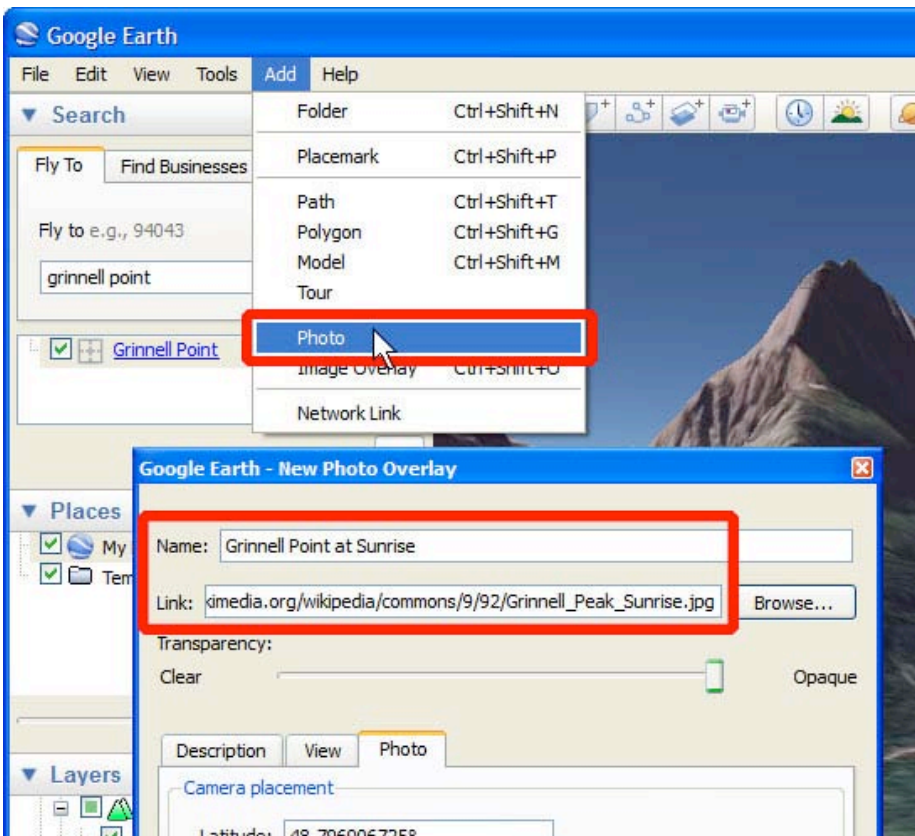 Google Earth
File Edit View Tools Add Help
Search
Folder Ctrl+Shift+N
Placemark Ctrl+Shift+P
Fly To Find Businesses
Path Ctrl+Shift+T
Fly to e.g., 94043
Polygon Ctrl+Shift+G
Model Ctrl+Shift+M
grinnell point
Tour
Photo
Grinnell Point
Image Overlay Ctrl+Shift+O
Network Link
Google Earth - New Photo Overlay
Places
My
Name: Grinnell Point at Sunrise
Link: kimedia.org/wikipedia/commons/9/92/Grinnell_Peak_Sunrise.jpg Browse...
Transparency:
Clear Opaque
Description View Photo
Layers
Camera placement
Latitude: